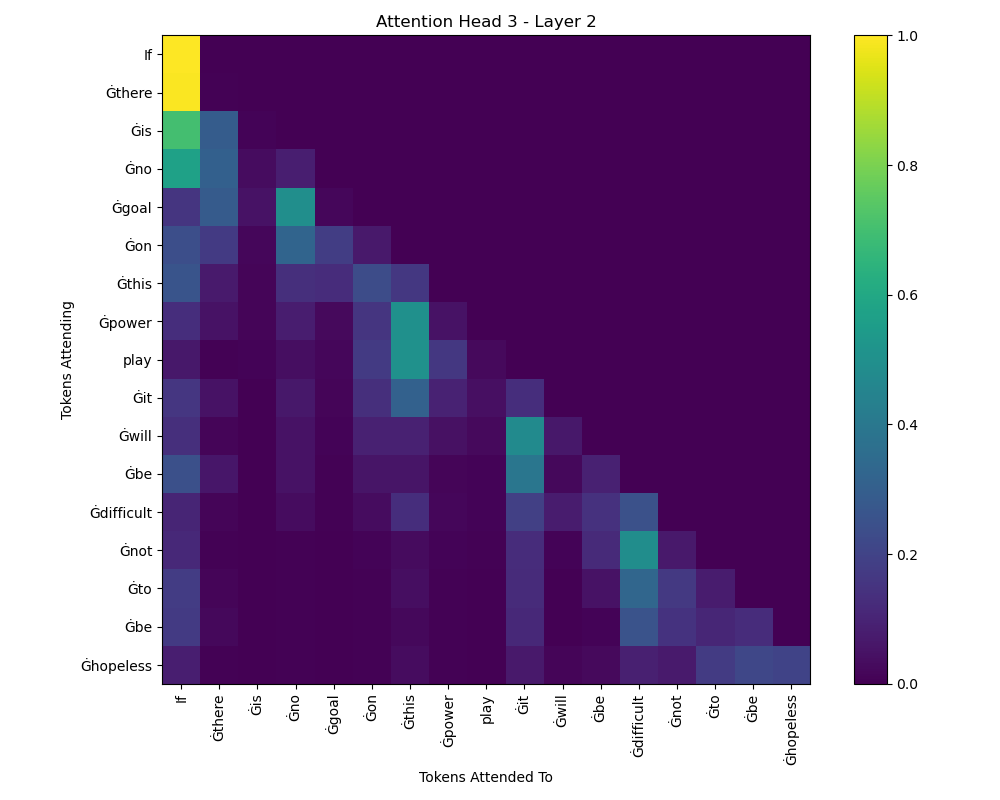 Attention Head 3 - Layer 2
If
Ġthere
Ġis
Ġno
Ġgoal
Ġon
Ġthis
Ġpower
play
Ġit
Ġwill
Ġbe
Ġdifficult
Ġnot
Ġto
Ġbe
Ġhopeless
Tokens Attending
If
Ġthere
Ġis
Ġno
Ġgoal
Ġon
Ġthis
Ġpower
play
Ġit
Ġwill
Ġbe
Ġdifficult
Ġnot
Ġto
Ġbe
Ġhopeless
Tokens Attended To
1.0
0.8
0.6
0.4
0.2
0.0